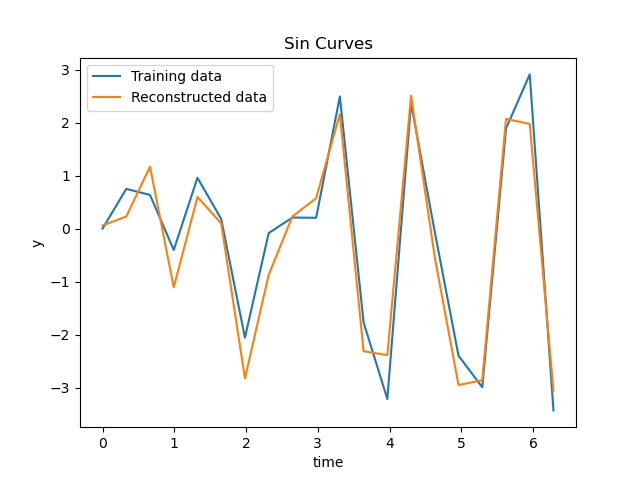 Sin Curves
Training data
Reconstructed data
3
2
1
0
−1
−2
−3
y
0 1 2 3 4 5 6
time